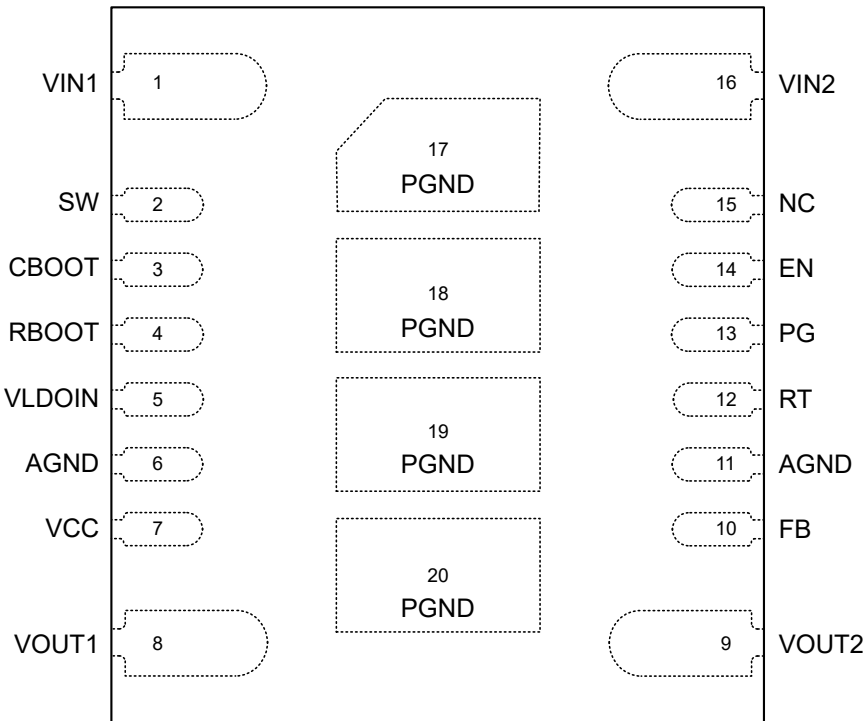 VIN1 1 16 VIN2
17
PGND
SW 2 15 NC
CBOOT 3 14 EN
18
PGND
RBOOT 4 13 PG
VLDOIN 5 12 RT
19
PGND
AGND 6 11 AGND
VCC 7 10 FB
20
PGND
VOUT1 8 9 VOUT2